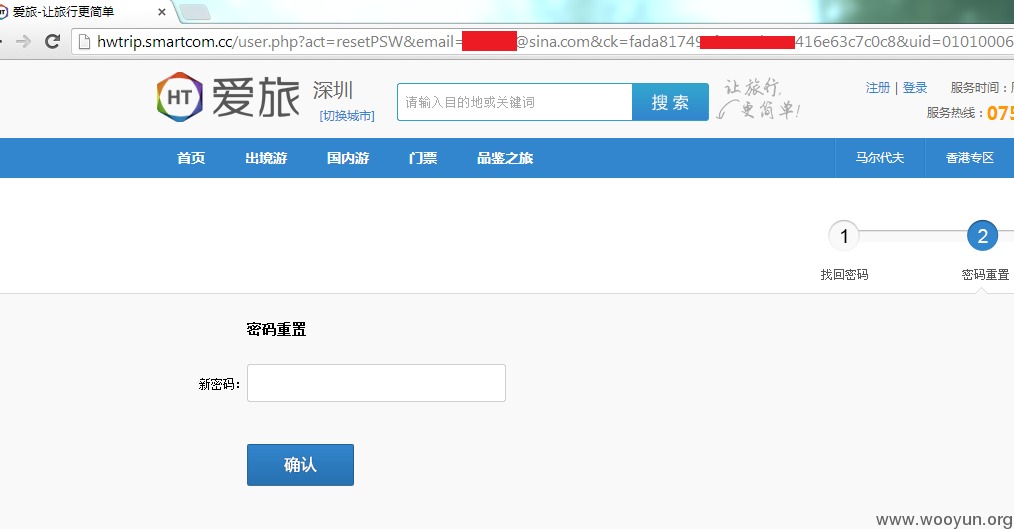 爱旅-让旅行更简单
hwtrip.smartcom.cc/user.php?act=resetPSW&email=
@sina.com&ck=fada81749
416e63c7c0c8&uid=01010006
HT 爱旅 深圳
[切换城市]
请输入目的地或关键词
搜 索
让旅行,
更简单!
注册 | 登录 服务时间：
服务热线：075
首页 出境游 国内游 门票 品鉴之旅 马尔代夫 香港专区
1 2
找回密码 密码重置
密码重置
新密码：
确认
www.wooyun.org